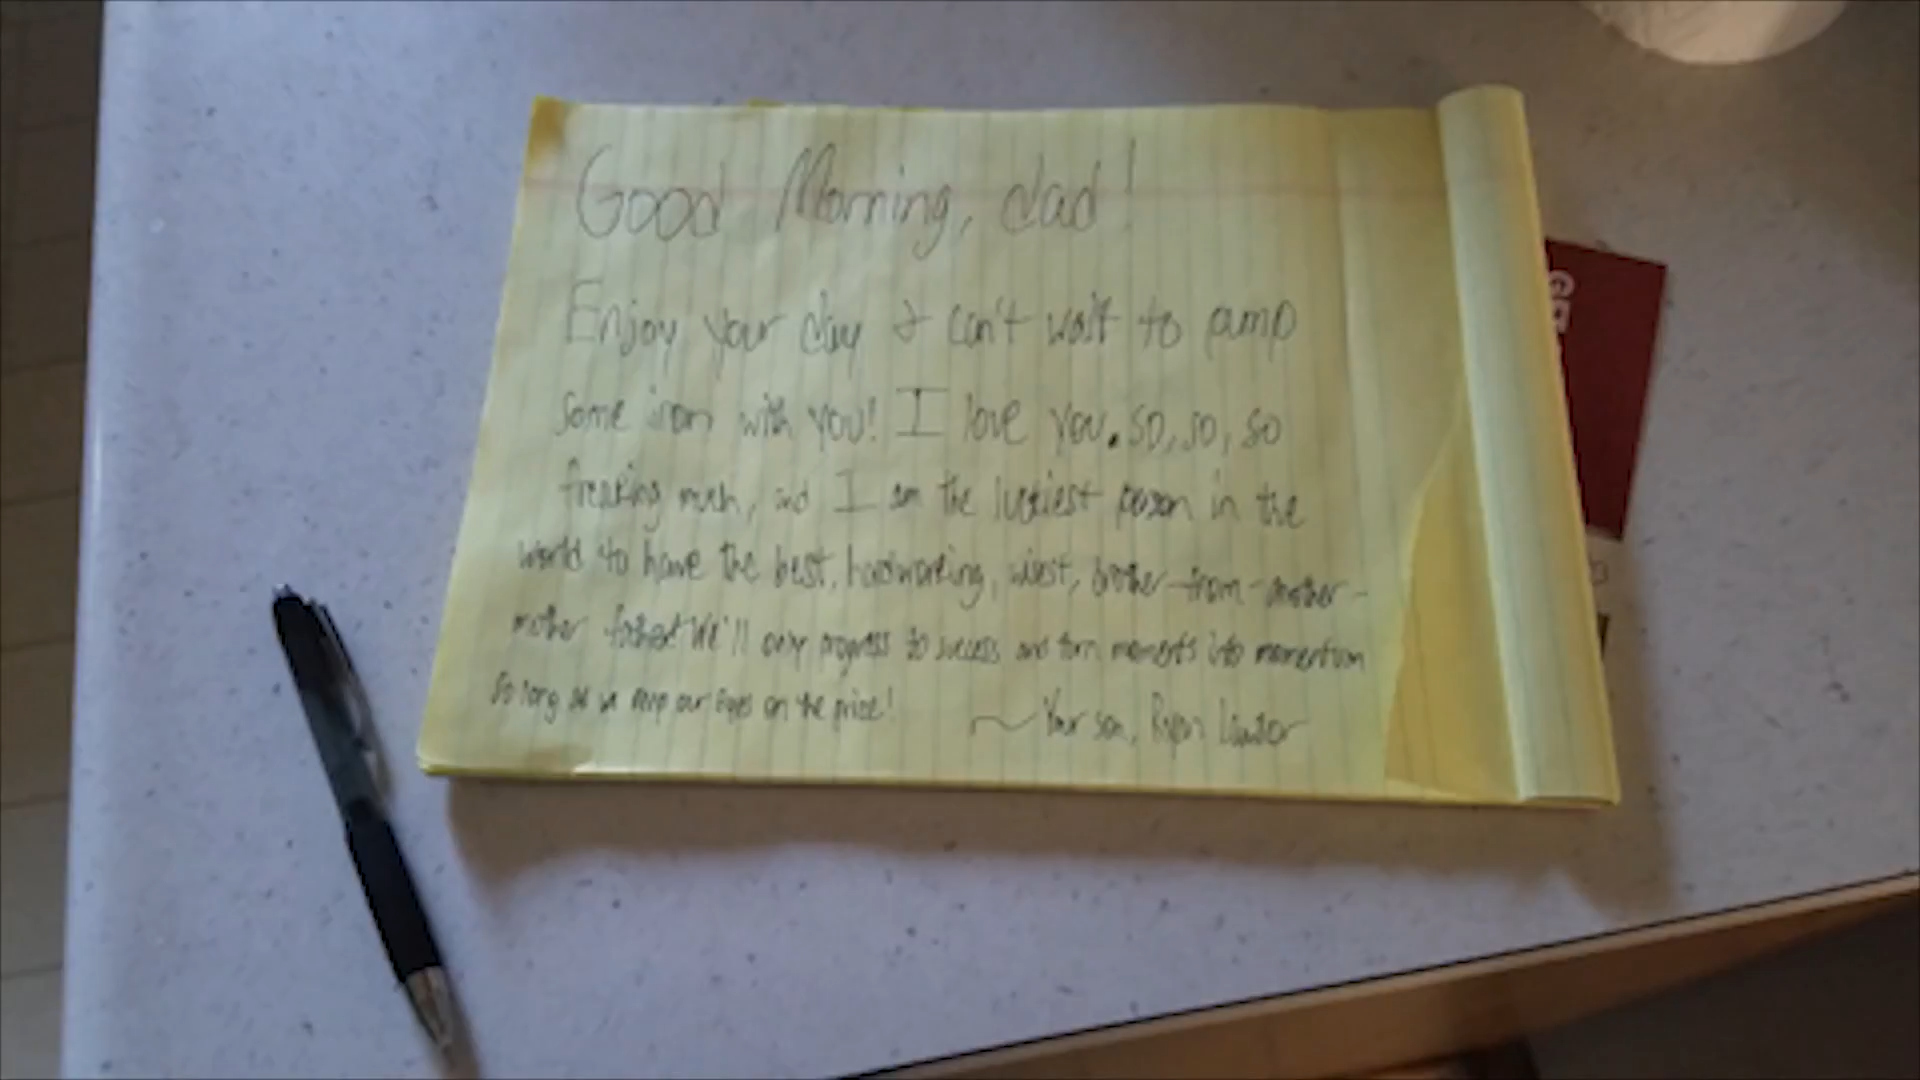 Good Morning, dad!
Enjoy your day & can't wait to pump
some iron with you! I love you. so, so, so
freaking much, and I am the luckiest person in the
world to have the best, hardworking, wisest, brother-from-another-
mother father! We'll progress to success and turn moments into momentum
so long as we keep our eyes on the prize!
~ Your son, Ryan